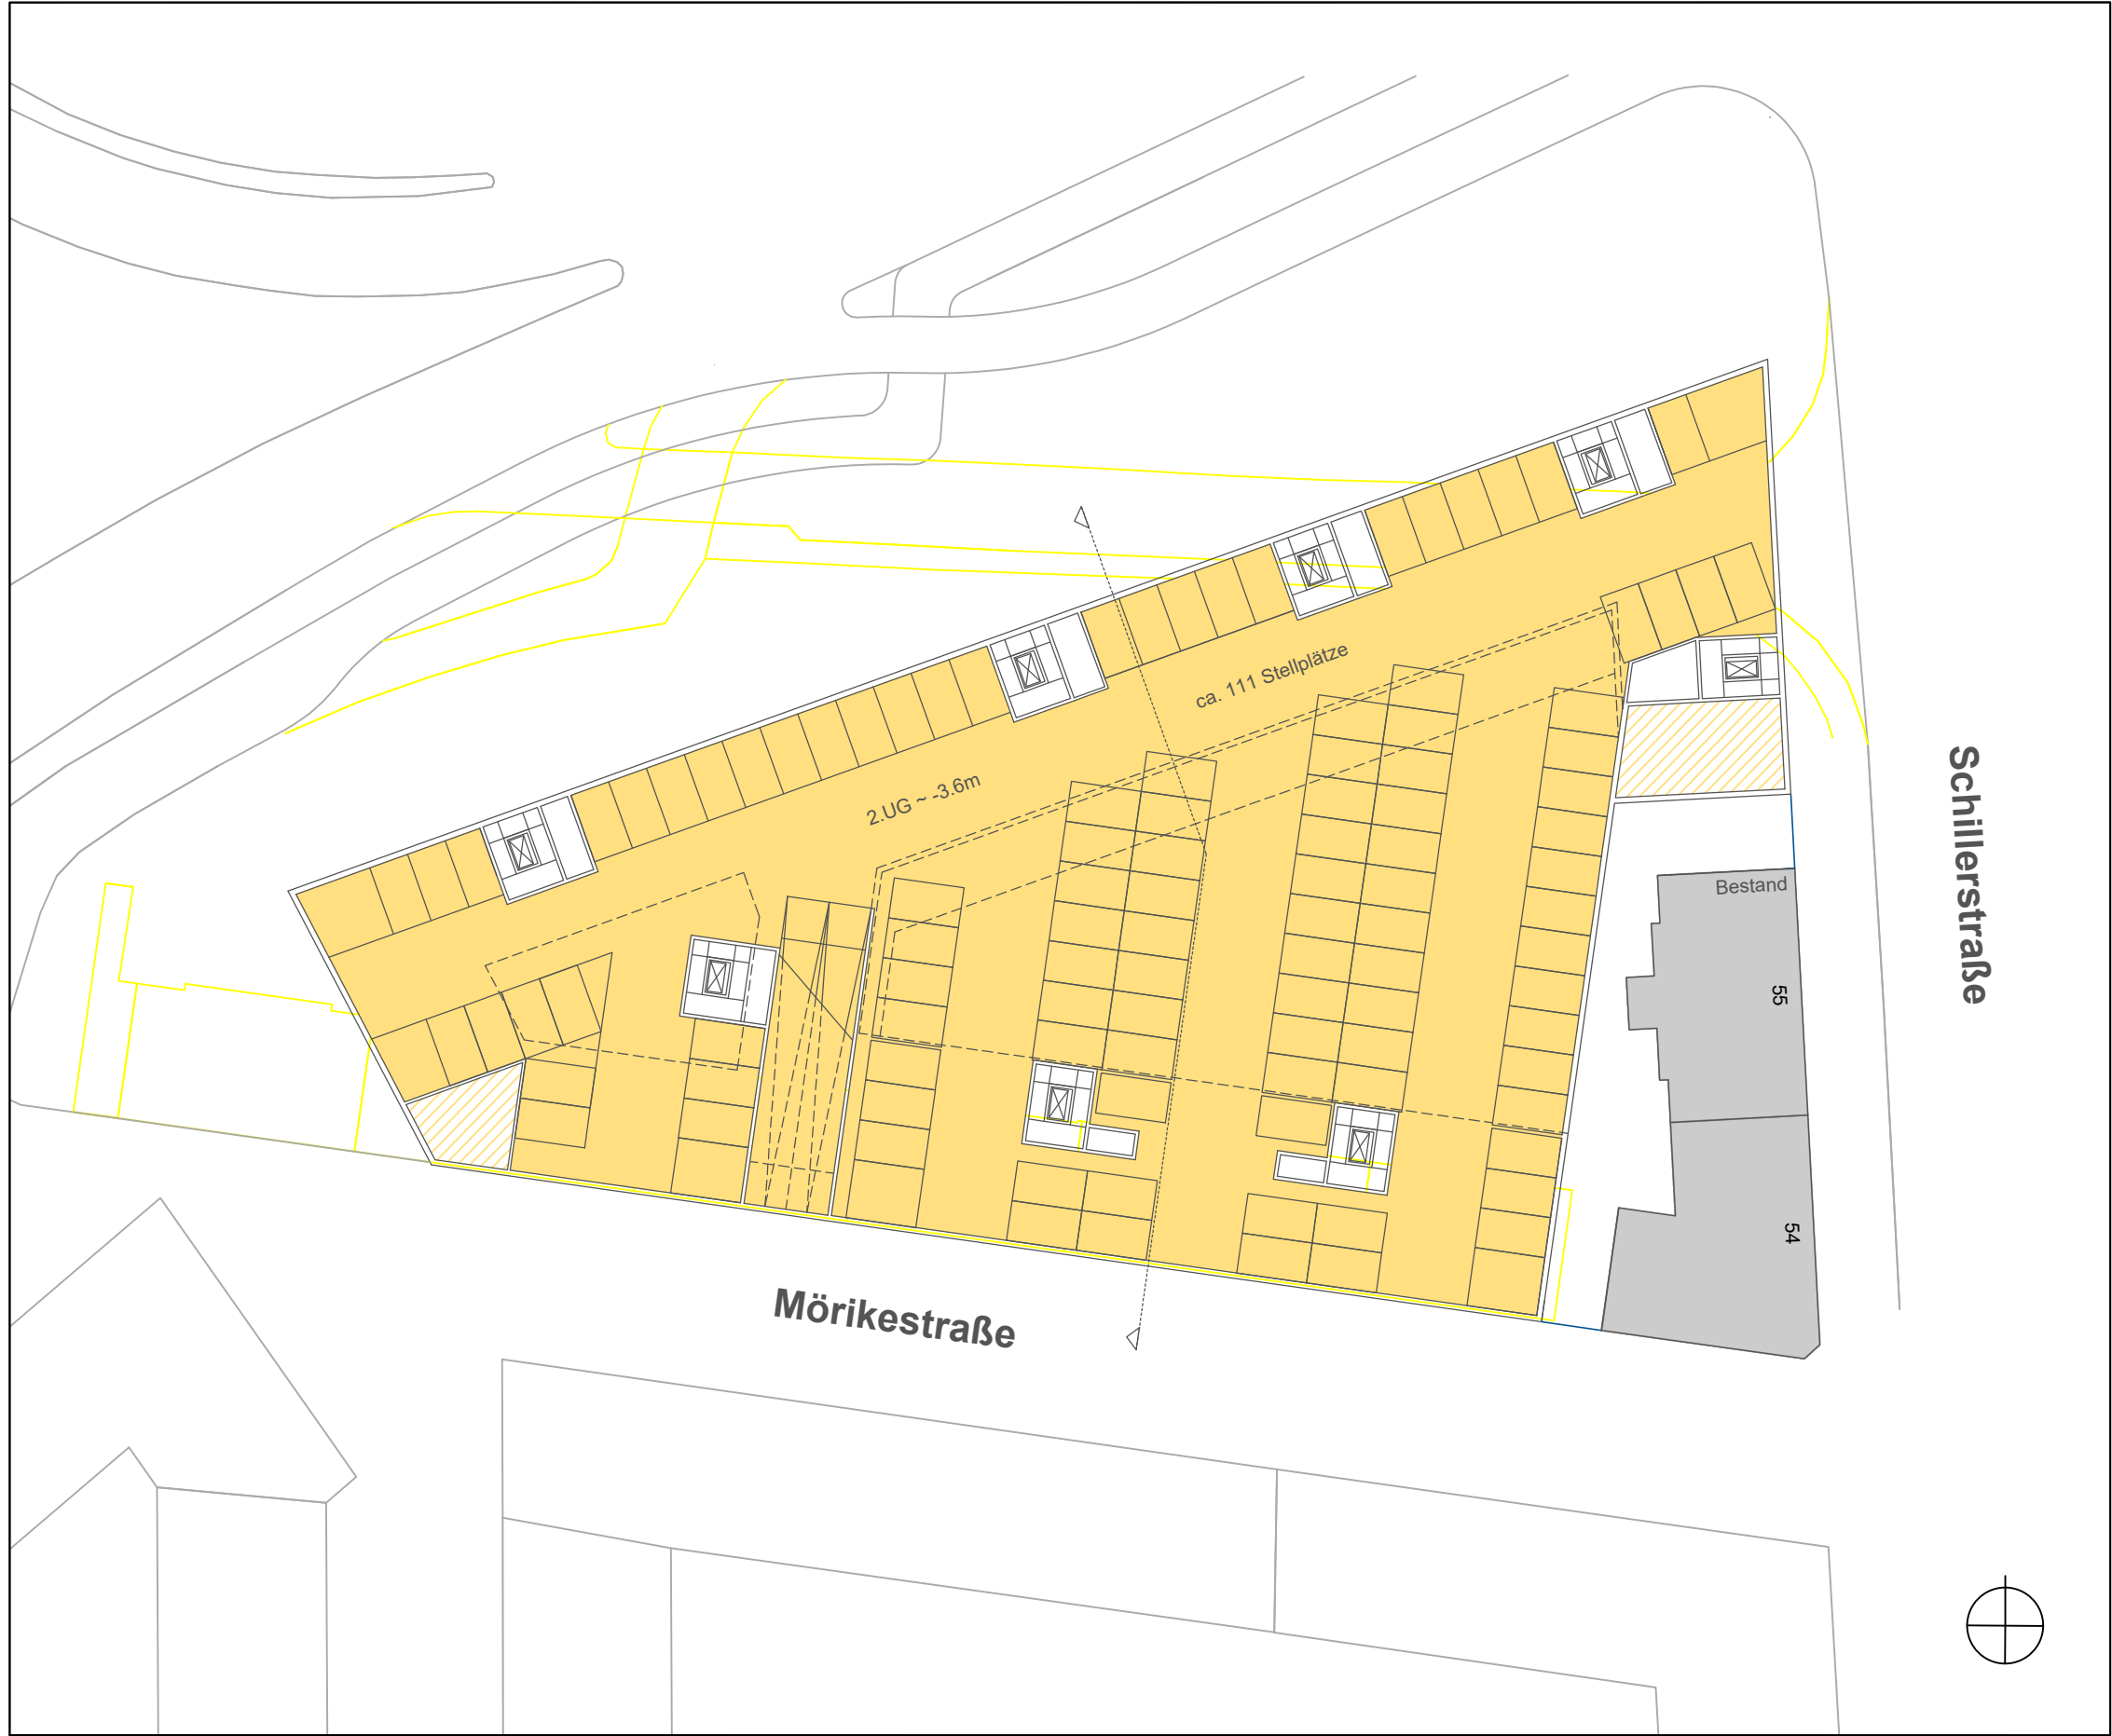 ca. 111 Stellplätze
2.UG ~ -3.6m
Schillerstraße
Bestand
55
54
Mörikestraße